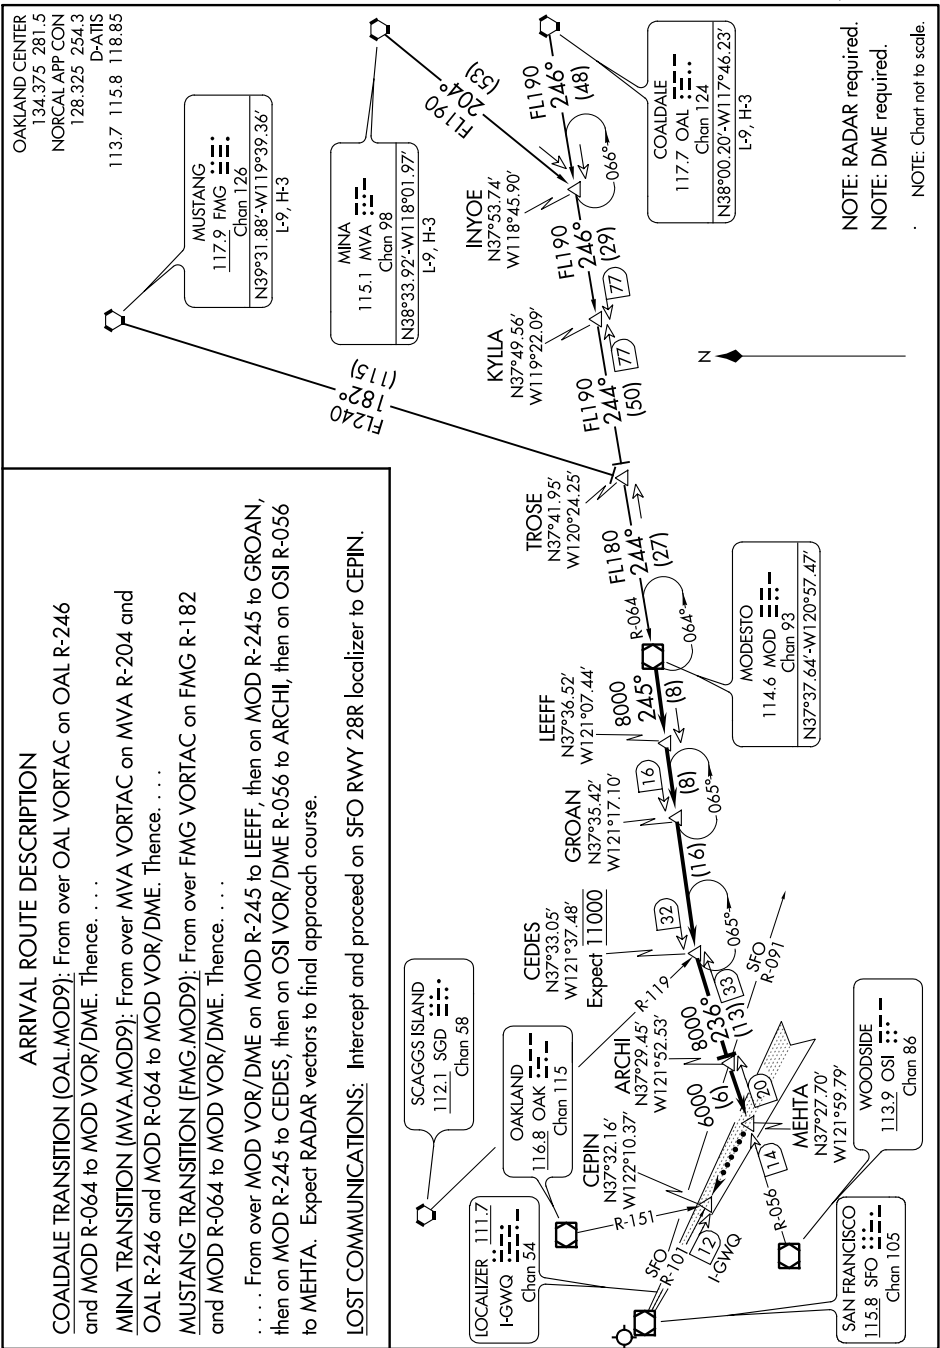 ARRIVAL ROUTE DESCRIPTION
COALDALE TRANSITION (OAL.MOD9): From over OAL VORTAC on OAL R-246
and MOD R-064 to MOD VOR/DME. Thence. . . .
MINA TRANSITION (MVA.MOD9): From over MVA VORTAC on MVA R-204 and
OAL R-246 and MOD R-064 to MOD VOR/DME. Thence. . . .
MUSTANG TRANSITION (FMG.MOD9): From over FMG VORTAC on FMG R-182
and MOD R-064 to MOD VOR/DME. Thence. . . .
. . . . From over MOD VOR/DME on MOD R-245 to LEEFF, then on MOD R-245 to GROAN,
then on MOD R-245 to CEDES, then on OSI VOR/DME R-056 to ARCHI, then on OSI R-056
to MEHTA. Expect RADAR vectors to final approach course.
LOST COMMUNICATIONS: Intercept and proceed on SFO RWY 28R localizer to CEPIN.
OAKLAND CENTER
134.375 281.5
NORCAL APP CON
128.325 254.3
D-ATIS
113.7 115.8 118.85
MUSTANG
117.9 FMG
Chan 126
N39°31.88'-W119°39.36'
L-9, H-3
MINA
115.1 MVA
Chan 98
N38°33.92'-W118°01.97'
L-9, H-3
FL240
182°
(115)
FL190
204°
(53)
FL190
246°
(48)
066°
INYOE
N37°53.74'
W118°45.90'
COALDALE
117.7 OAL
Chan 124
N38°00.20'-W117°46.23'
L-9, H-3
FL190
246°
(29)
77
KYLLA
N37°49.56'
W119°22.09'
77
FL190
244°
(50)
TROSE
N37°41.95'
W120°24.25'
FL180
244°
(27)
R-064
064°
MODESTO
114.6 MOD
Chan 93
N37°37.64'-W120°57.47'
LEEFF
N37°36.52'
W121°07.44'
8000
245°
(8)
16
(8)
065°
GROAN
N37°35.42'
W121°17.10'
(16)
32
CEDES
N37°33.05'
W121°37.48'
Expect 11000
065°
R-119
33
8000
236°
(13)
SFO
R-091
ARCHI
N37°29.45'
W121°52.53'
6000
(6)
20
MEHTA
N37°27.70'
W121°59.79'
14
R-056
CEPIN
N37°32.16'
W122°10.37'
R-151
SFO
R-101
12
I-GWQ
SCAGGS ISLAND
112.1 SGD
Chan 58
OAKLAND
116.8 OAK
Chan 115
LOCALIZER 111.7
I-GWQ
Chan 54
WOODSIDE
113.9 OSI
Chan 86
SAN FRANCISCO
115.8 SFO
Chan 105
N
NOTE: RADAR required.
NOTE: DME required.
. NOTE: Chart not to scale.